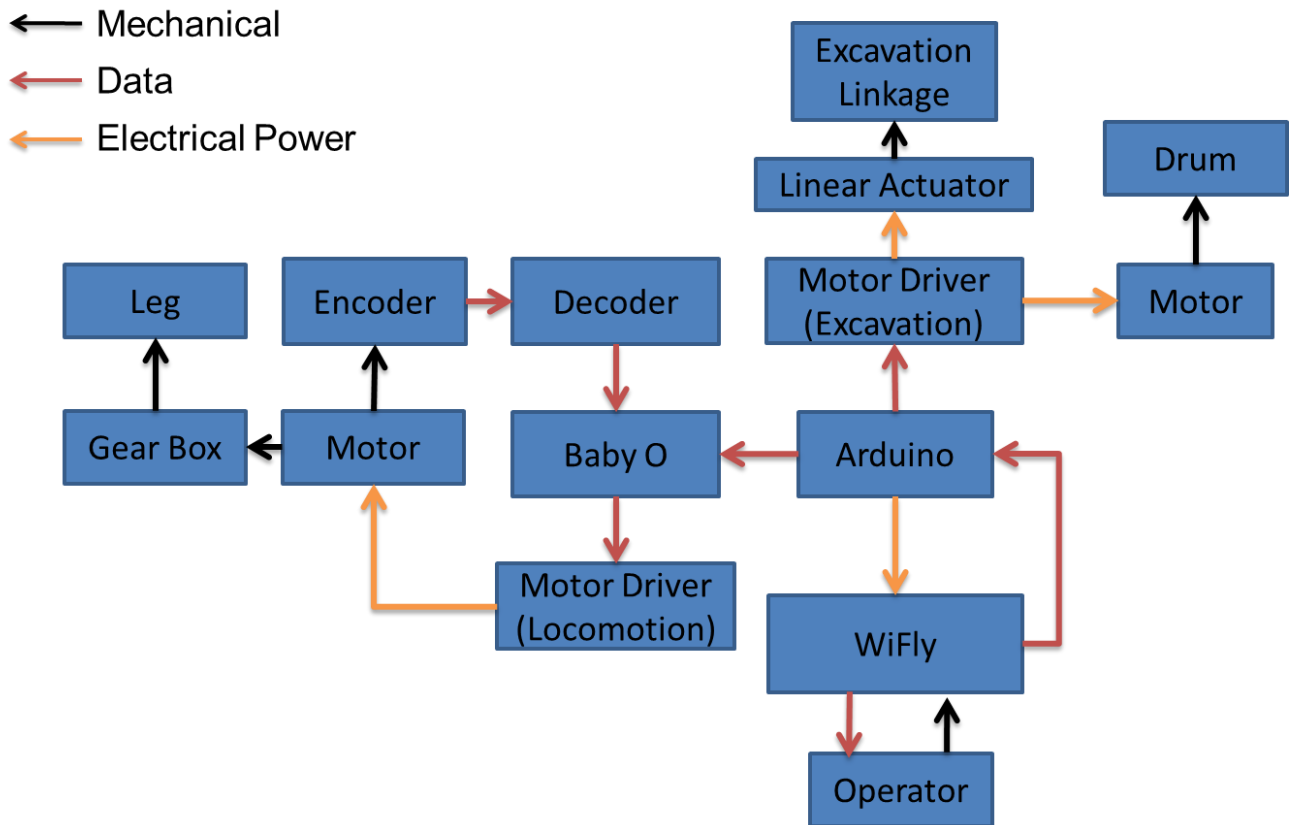 Mechanical
Data
Electrical Power
Excavation
Linkage
Linear Actuator
Drum
Leg
Encoder
Decoder
Motor Driver
(Excavation)
Motor
Gear Box
Motor
Baby O
Arduino
Motor Driver
(Locomotion)
WiFly
Operator